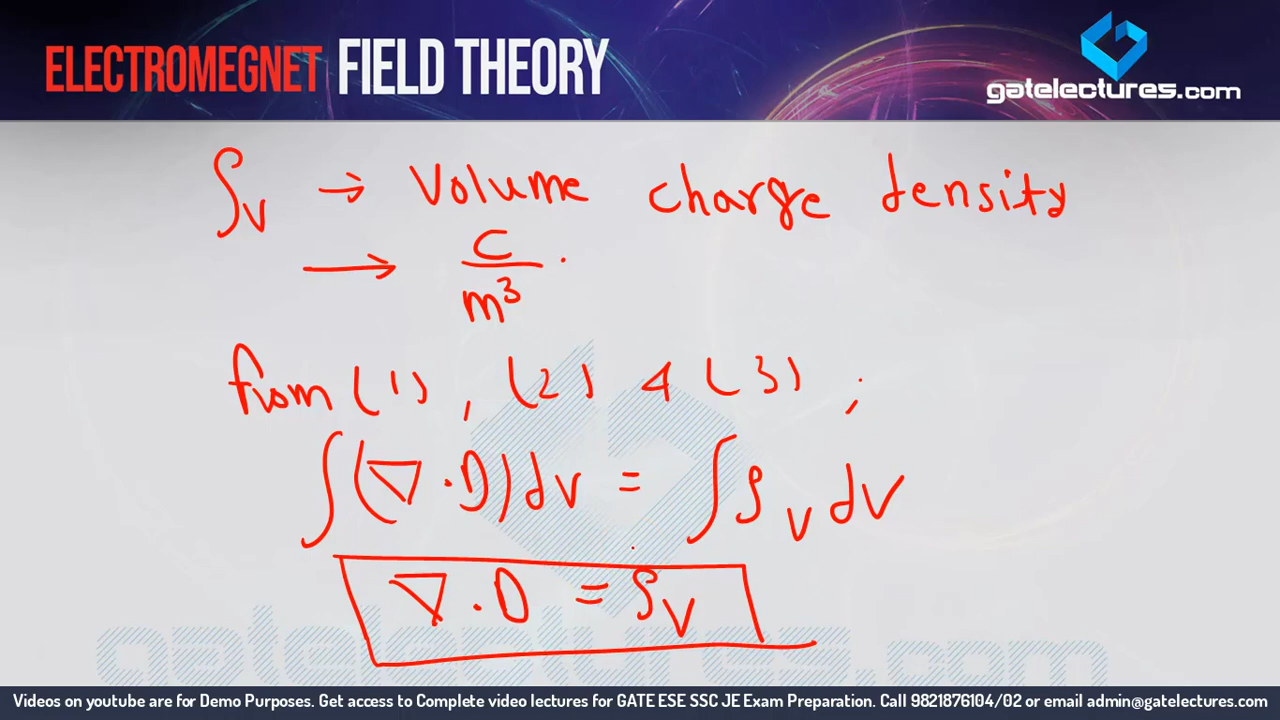 ELECTROMEGNET FIELD THEORY
gatelectures.com
ρv → Volume charge density
→ C/m³.
from (1), (2) & (3) ;
∫(∇·D)dv = ∫ρv dv
∇·D = ρv
gatelectures.com
Videos on youtube are for Demo Purposes. Get access to Complete video lectures for GATE ESE SSC JE Exam Preparation. Call 9821876104/02 or email admin@gatelectures.com